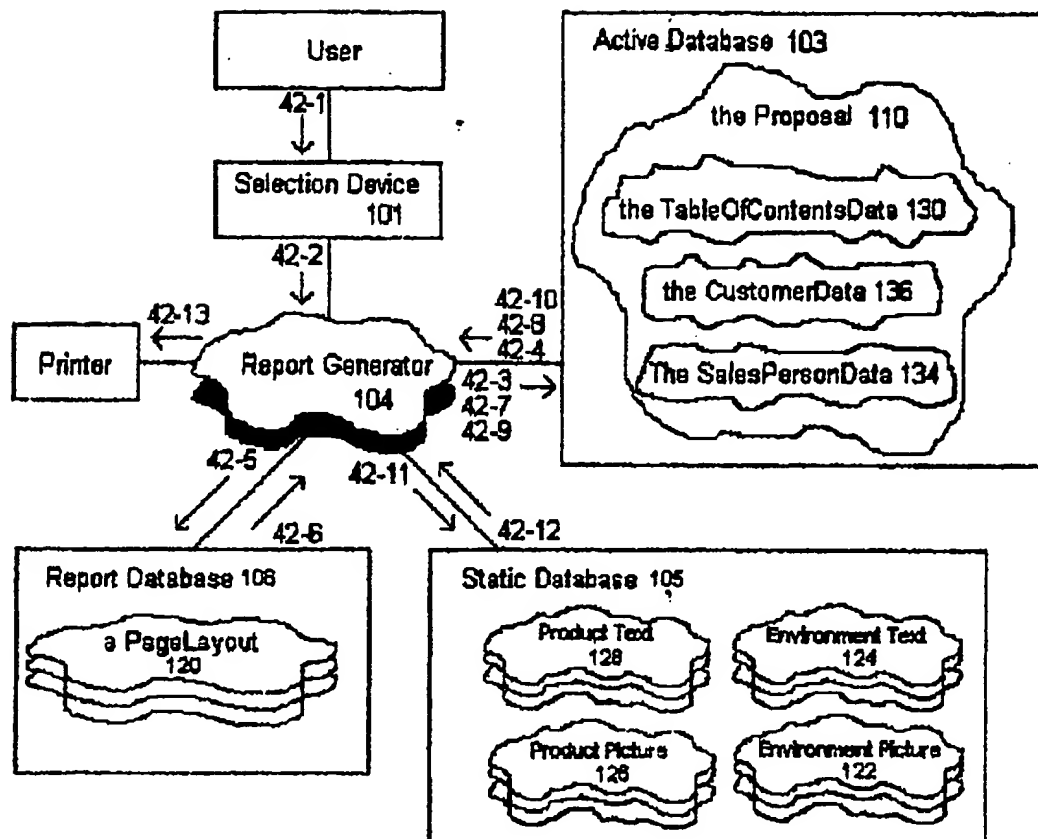 User
42-1
Selection Device
101
42-2
42-13
Printer
Report Generator
104
42-10
42-8
42-4
42-3
42-7
42-9
Active Database 103
the Proposal 110
the TableOfContentsData 130
the CustomerData 136
The SalesPersonData 134
42-5
42-6
42-11
42-12
Report Database 108
a PageLayout
120
Static Database 105
Product Text
128
Environment Text
124
Product Picture
126
Environment Picture
122